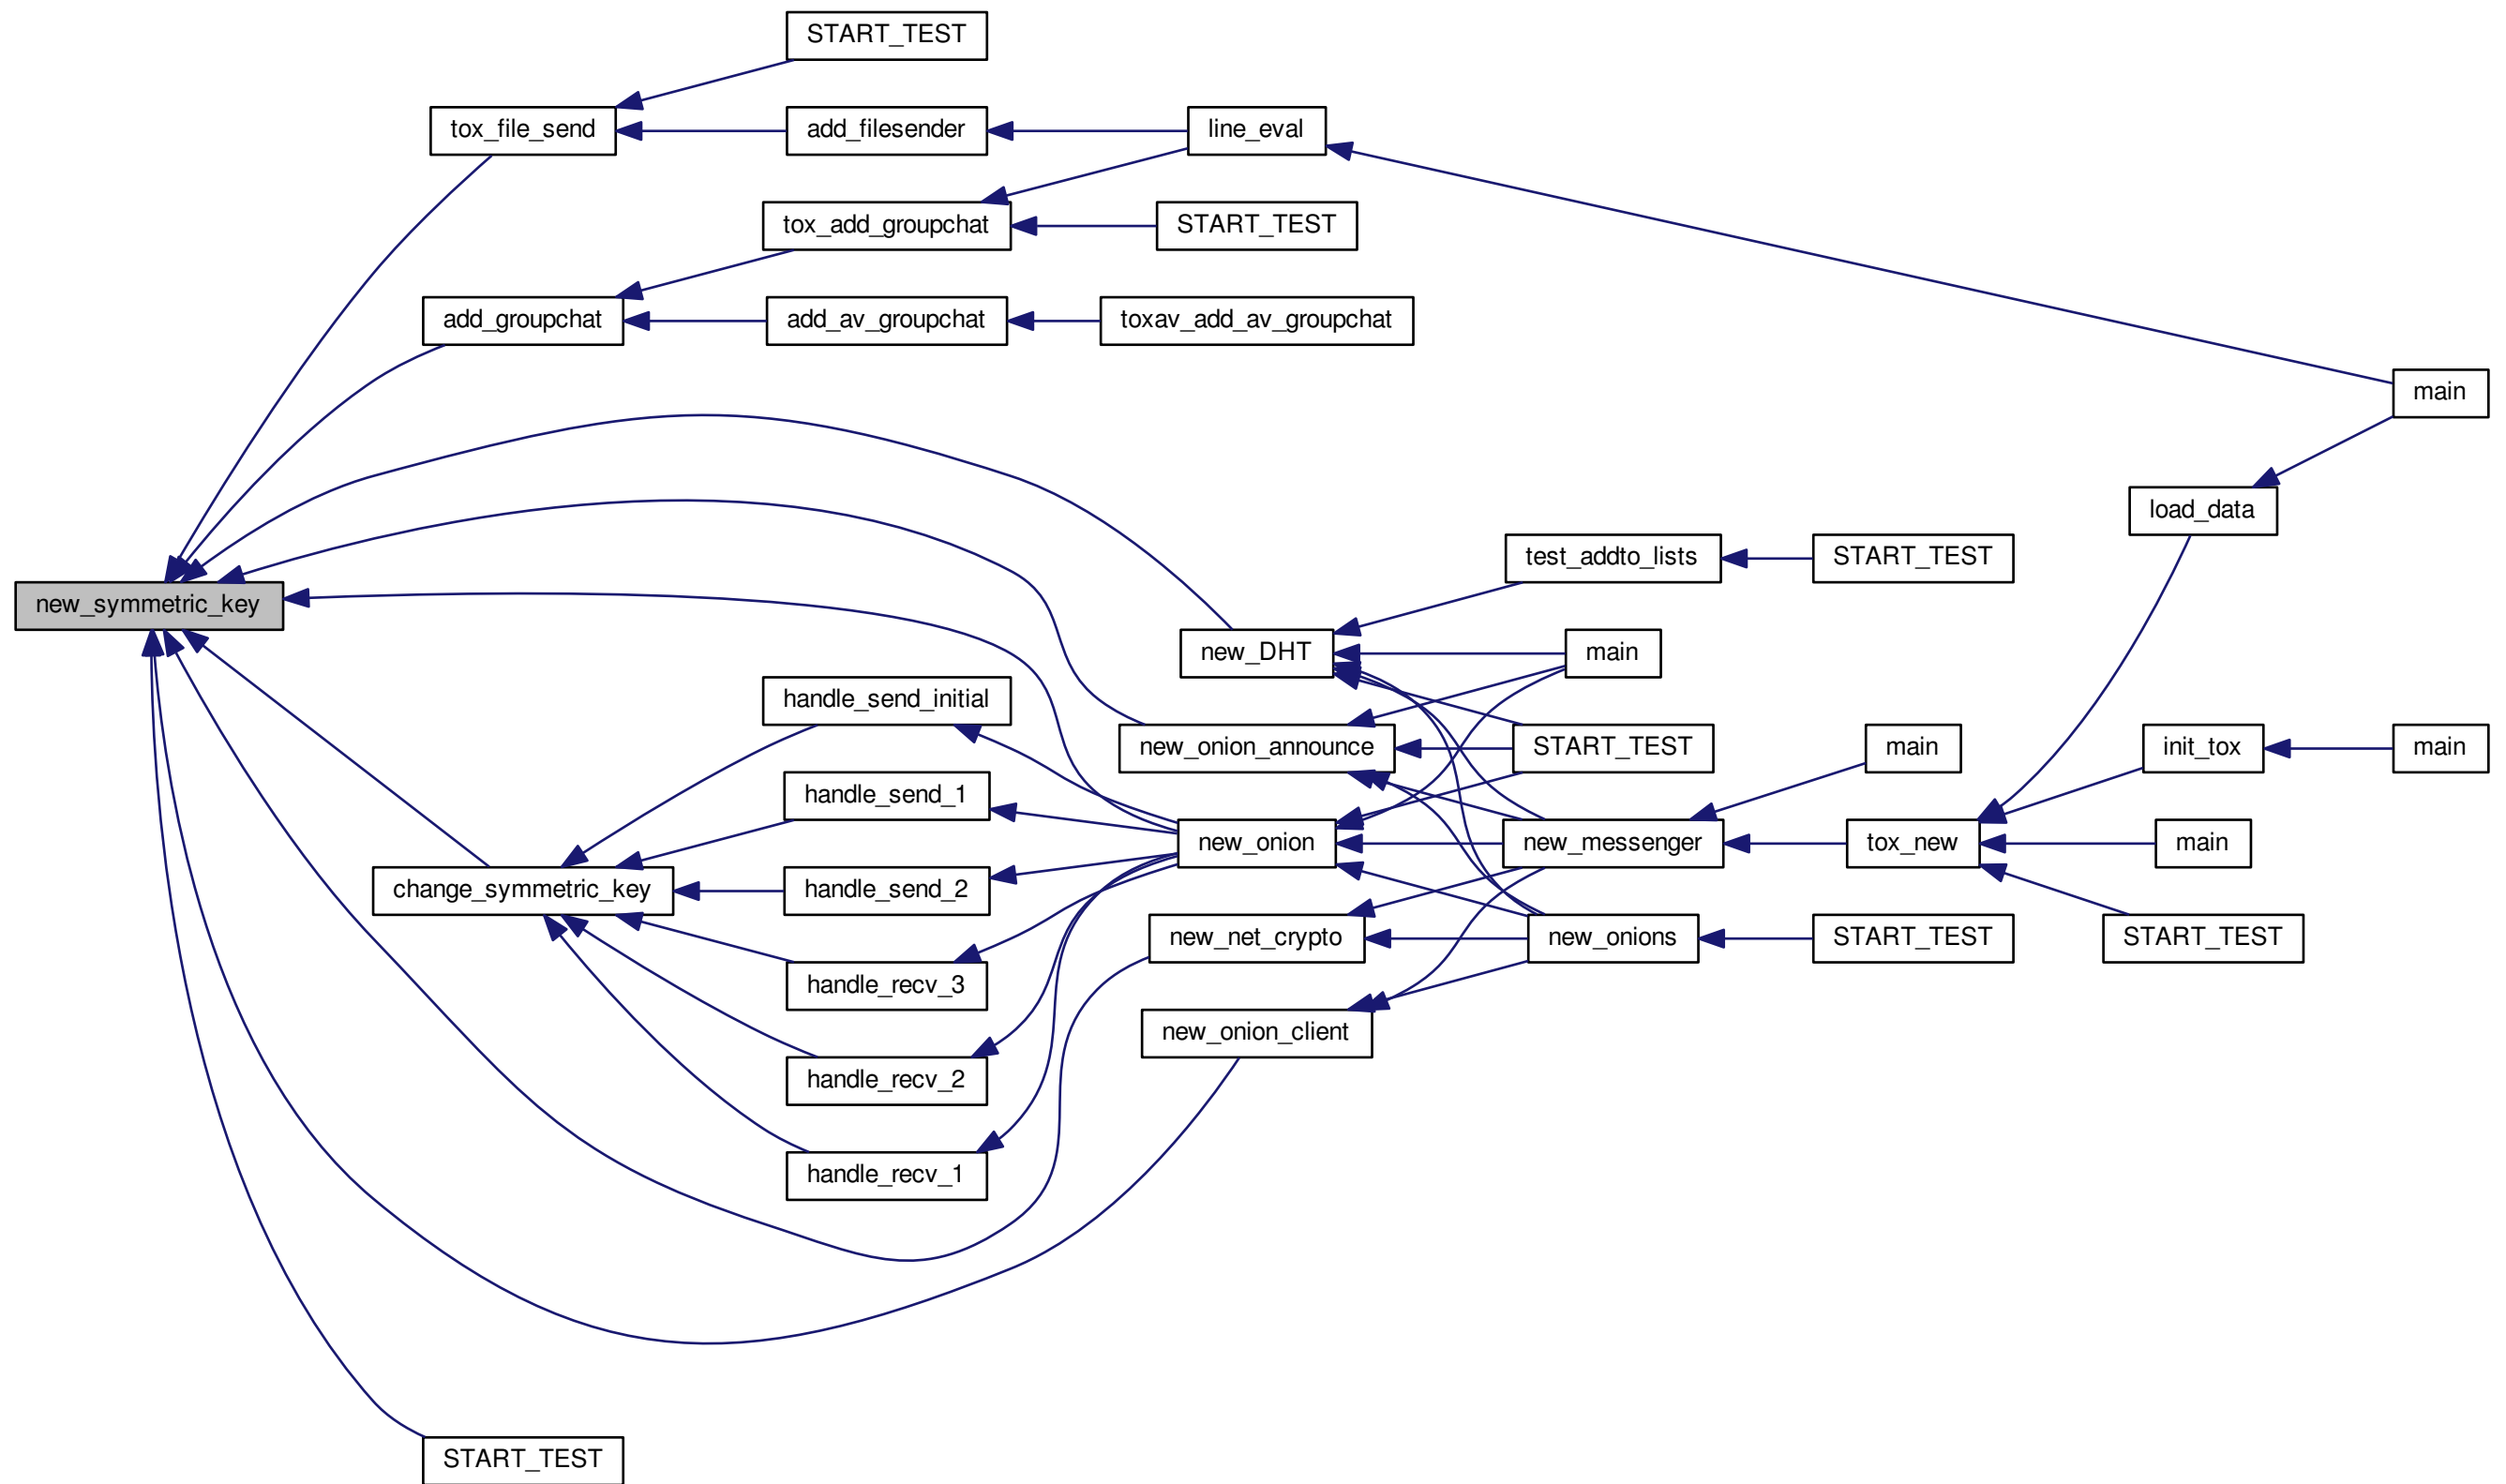 START_TEST
tox_file_send
add_filesender
line_eval
tox_add_groupchat
START_TEST
add_groupchat
add_av_groupchat
toxav_add_av_groupchat
main
load_data
test_addto_lists
START_TEST
new_symmetric_key
new_DHT
main
handle_send_initial
new_onion_announce
START_TEST
main
init_tox
main
handle_send_1
new_onion
new_messenger
tox_new
main
change_symmetric_key
handle_send_2
new_net_crypto
new_onions
START_TEST
START_TEST
handle_recv_3
new_onion_client
handle_recv_2
handle_recv_1
START_TEST